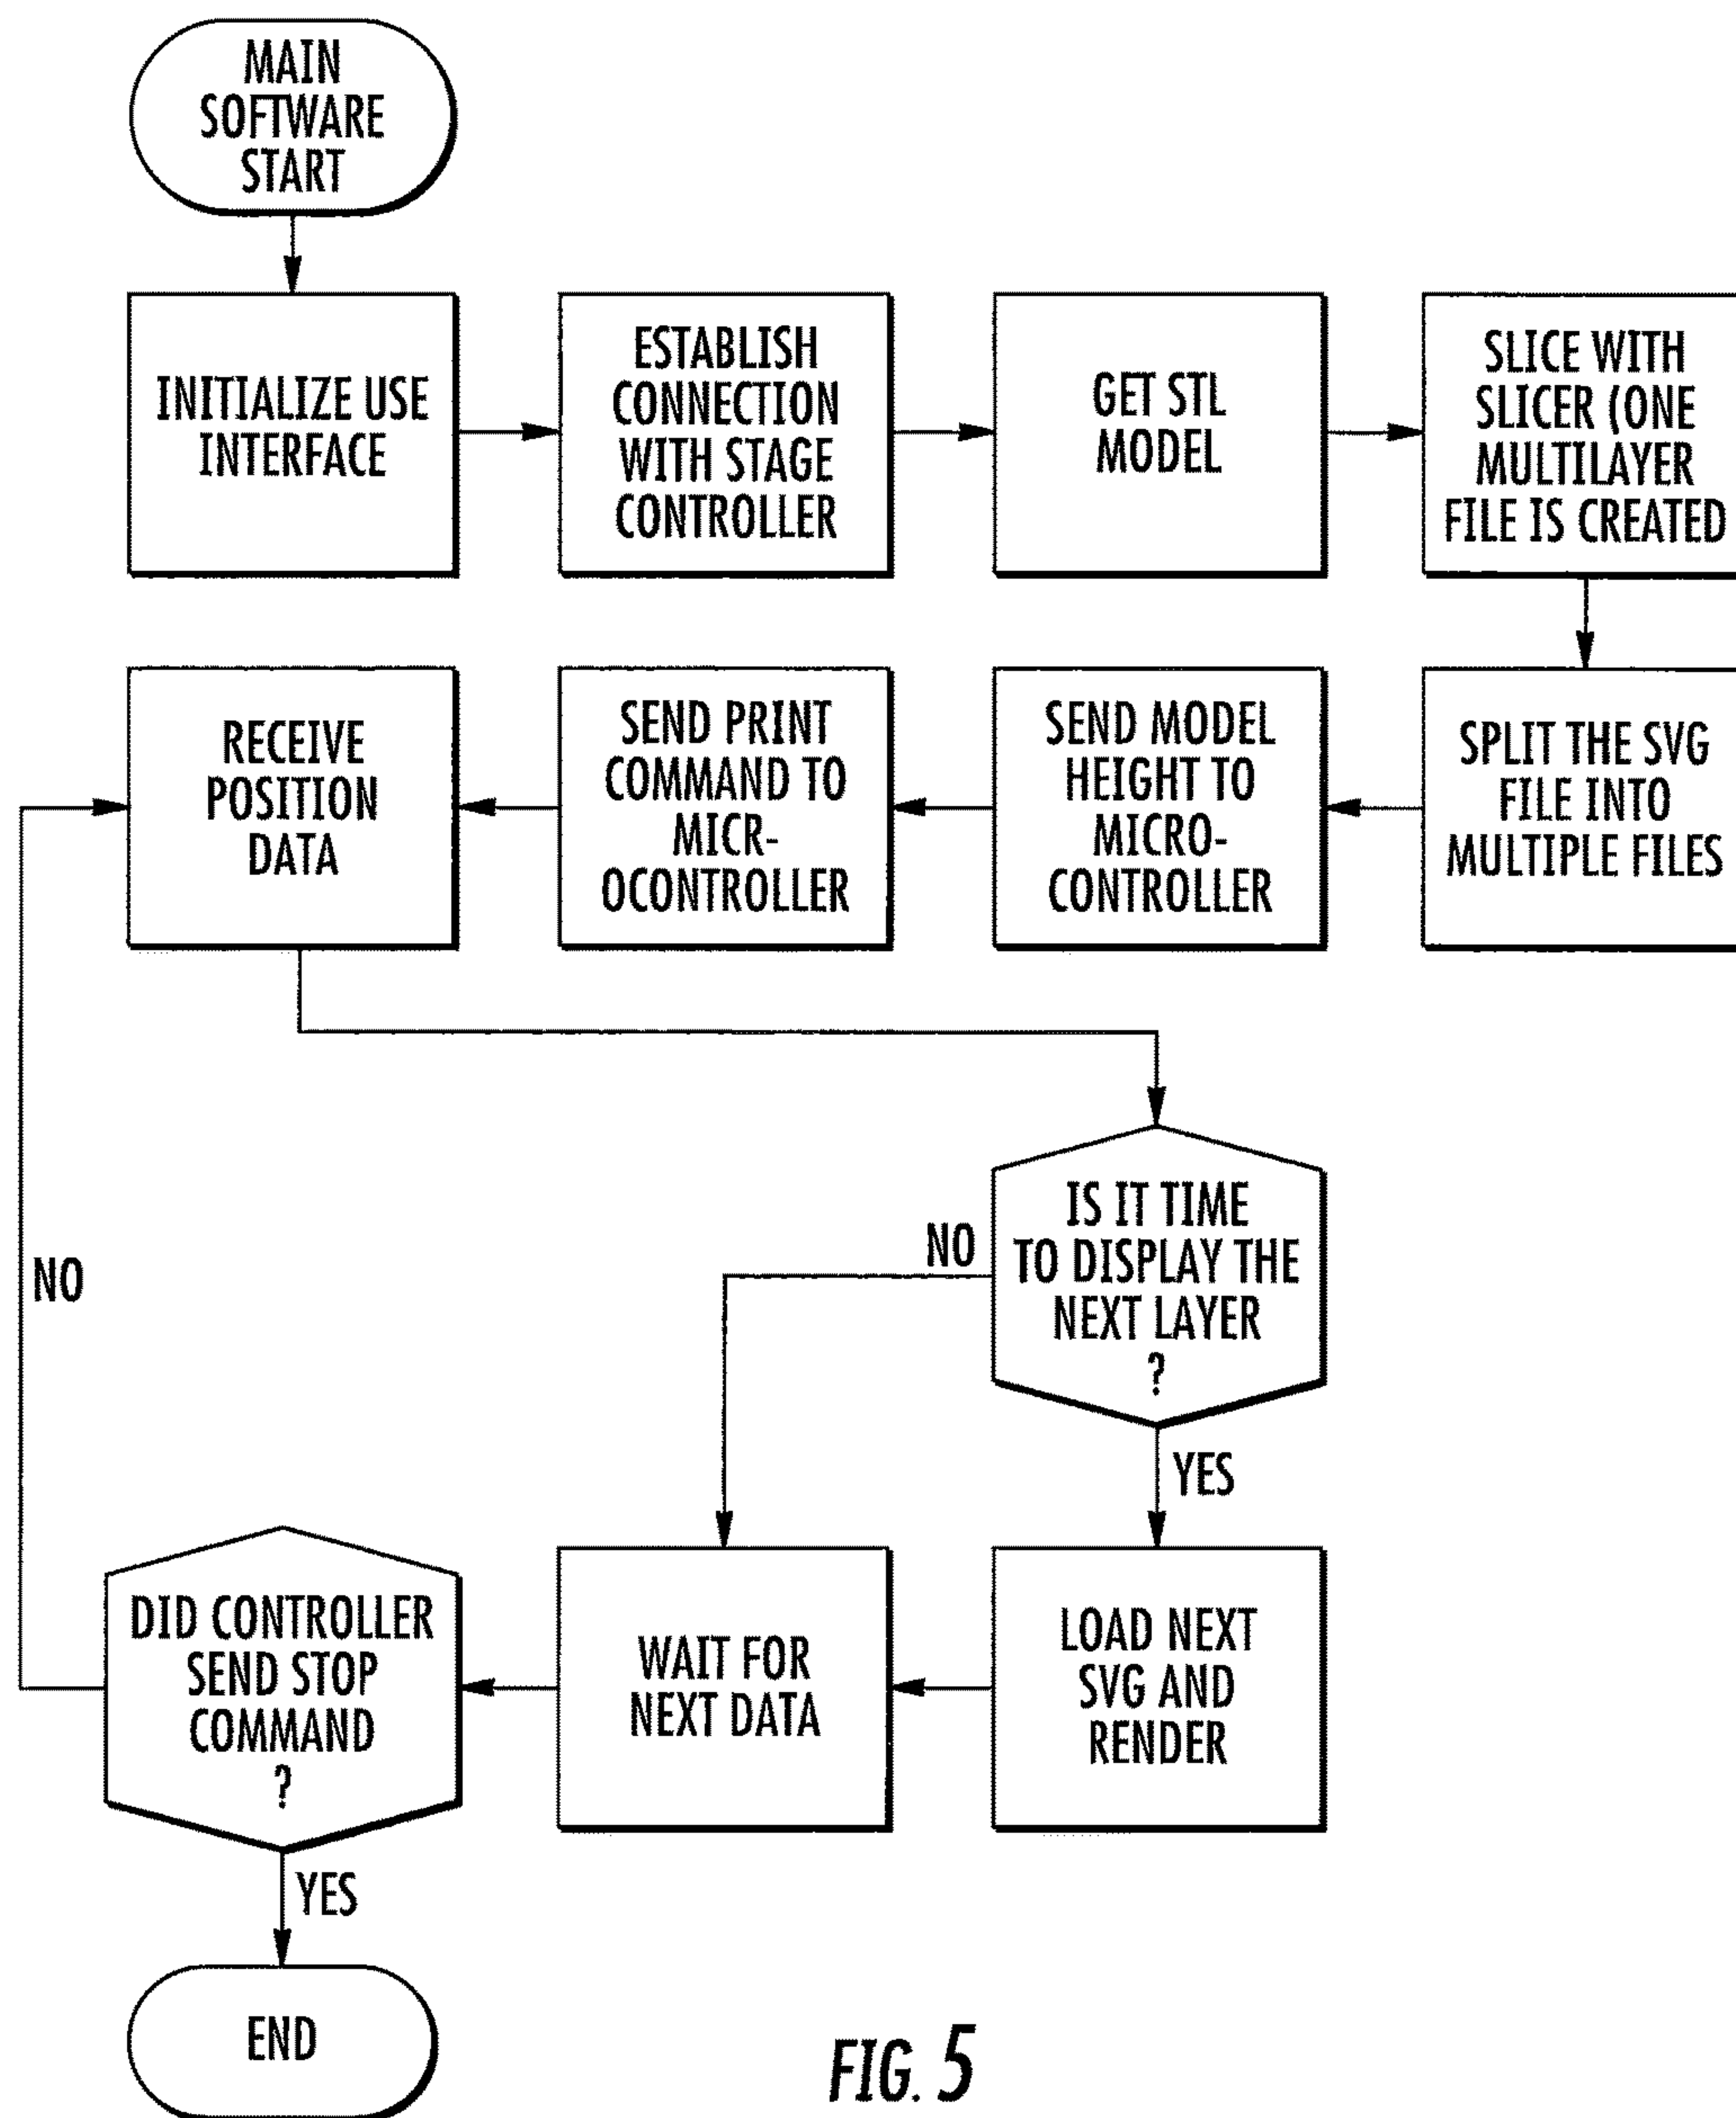 MAIN
SOFTWARE
START
INITIALIZE USE
INTERFACE
ESTABLISH
CONNECTION
WITH STAGE
CONTROLLER
GET STL
MODEL
SLICE WITH
SLICER (ONE
MULTILAYER
FILE IS CREATED
SPLIT THE SVG
FILE INTO
MULTIPLE FILES
SEND MODEL
HEIGHT TO
MICRO-
CONTROLLER
SEND PRINT
COMMAND TO
MICR-
OCONTROLLER
RECEIVE
POSITION
DATA
IS IT TIME
TO DISPLAY THE
NEXT LAYER
?
NO
YES
LOAD NEXT
SVG AND
RENDER
WAIT FOR
NEXT DATA
DID CONTROLLER
SEND STOP
COMMAND
?
NO
YES
END
FIG. 5